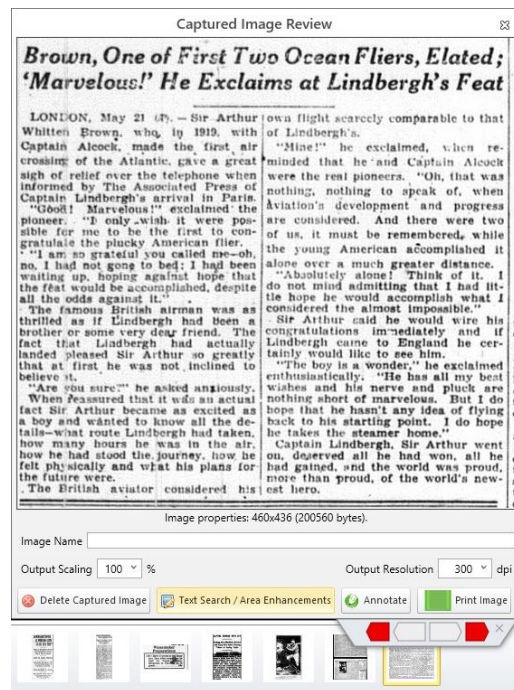 Captured Image Review
Brown, One of First Two Ocean Fliers, Elated;
'Marvelous!' He Exclaims at Lindbergh's Feat
LONDON, May 21 (AP). — Sir Arthur
Whitten Brown, who, in 1919, with
Captain Alcock, made the first air
crossing of the Atlantic, gave a great
sigh of relief over the telephone when
informed by The Associated Press of
Captain Lindbergh's arrival in Paris.
"Good! Marvelous!" exclaimed the
pioneer. "I only wish it were pos-
sible for me to be the first to con-
gratulate the plucky American flier.
"I am so grateful you called me—oh,
no, I had not gone to bed; I had been
waiting up, hoping against hope that
the feat would be accomplished, despite
all the odds against it."
The famous British airman was as
thrilled as if Lindbergh had been a
brother or some very dear friend. The
fact that Lindbergh had actually
landed pleased Sir Arthur so greatly
that at first he was not inclined to
believe it.
"Are you sure?" he asked anxiously.
When reassured that it was an actual
fact Sir Arthur became as excited as
a boy and wanted to know all the de-
tails—what route Lindbergh had taken,
how many hours he was in the air,
how he had stood the journey, how he
felt physically and what his plans for
the future were.
The British aviator considered his
own flight scarcely comparable to that
of Lindbergh's.
"Mine!" he exclaimed, when re-
minded that he and Captain Alcock
were the real pioneers. "Oh, that was
nothing, nothing to speak of, when
aviation's development and progress
are considered. And there were two
of us, it must be remembered, while
the young American accomplished it
alone over a much greater distance.
"Absolutely alone! Think of it. I
do not mind admitting that I had lit-
tle hope he would accomplish what I
considered the almost impossible."
Sir Arthur said he would wire his
congratulations immediately and if
Lindbergh came to England he cer-
tainly would like to see him.
"The boy is a wonder," he exclaimed
enthusiastically. "He has all my best
wishes and his nerve and pluck are
nothing short of marvelous. But I do
hope that he hasn't any idea of flying
back to his starting point. I do hope
he takes the steamer home."
Captain Lindbergh, Sir Arthur went
on, deserved all he had won, all he
had gained, and the world was proud,
more than proud, of the world's new-
est hero.
Image properties: 460x436 (200560 bytes).
Image Name
Output Scaling 100 % Output Resolution 300 dpi
Delete Captured Image Text Search / Area Enhancements Annotate Print Image